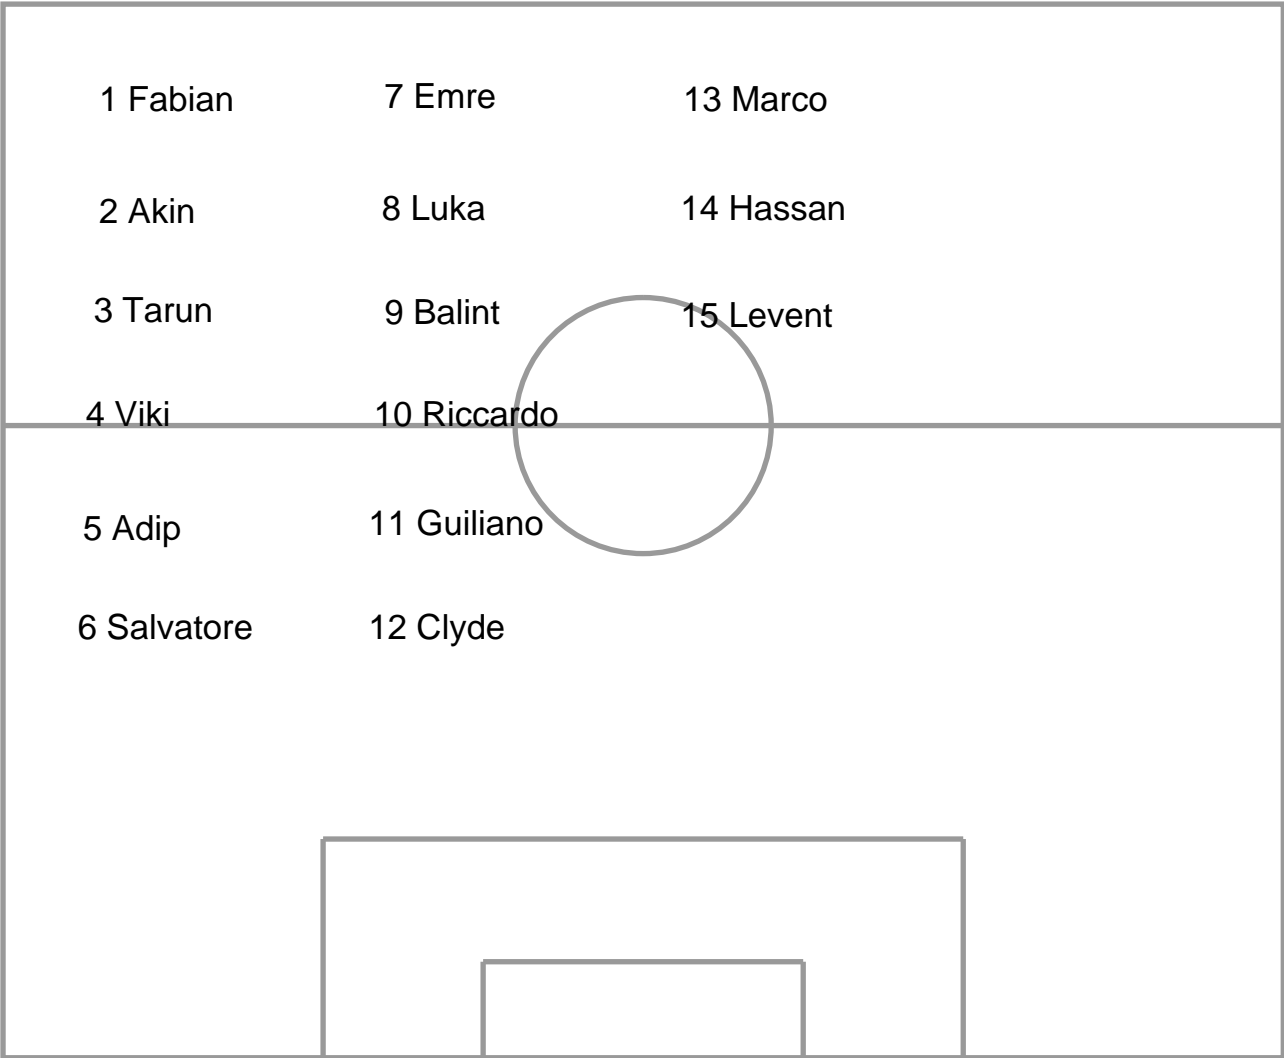 1 Fabian
2 Akin
3 Tarun
4 Viki
5 Adip
6 Salvatore
7 Emre
8 Luka
9 Balint
10 Riccardo
11 Guiliano
12 Clyde
13 Marco
14 Hassan
15 Levent